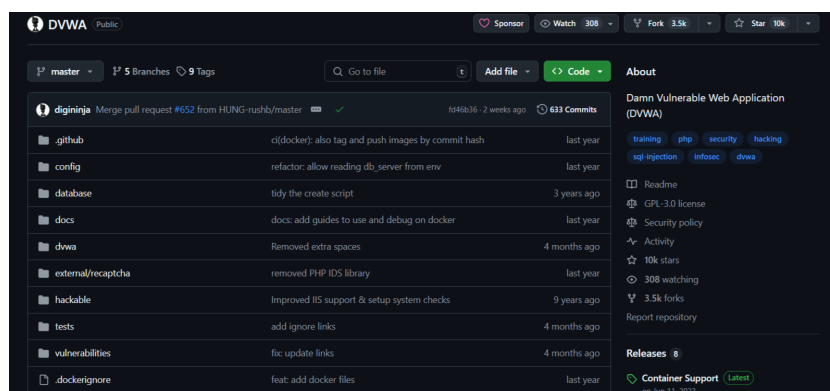 DVWA Public
Sponsor Watch 308 Fork 3.5k Star 10k
master 5 Branches 9 Tags Go to file t Add file <> Code
digininja Merge pull request #652 from HUNG-rushb/master fd46b36 · 2 weeks ago 633 Commits
.github ci(docker): also tag and push images by commit hash last year
config refactor: allow reading db_server from env last year
database tidy the create script 3 years ago
docs docs: add guides to use and debug on docker last year
dvwa Removed extra spaces 4 months ago
external/recaptcha removed PHP IDS library last year
hackable Improved IIS support & setup system checks 9 years ago
tests add ignore links 4 months ago
vulnerabilities fix: update links 4 months ago
.dockerignore feat: add docker files last year
About
Damn Vulnerable Web Application
(DVWA)
training php security hacking
sql-injection infosec dvwa
Readme
GPL-3.0 license
Security policy
Activity
10k stars
308 watching
3.5k forks
Report repository
Releases 8
Container Support Latest
on Jun 11, 2023